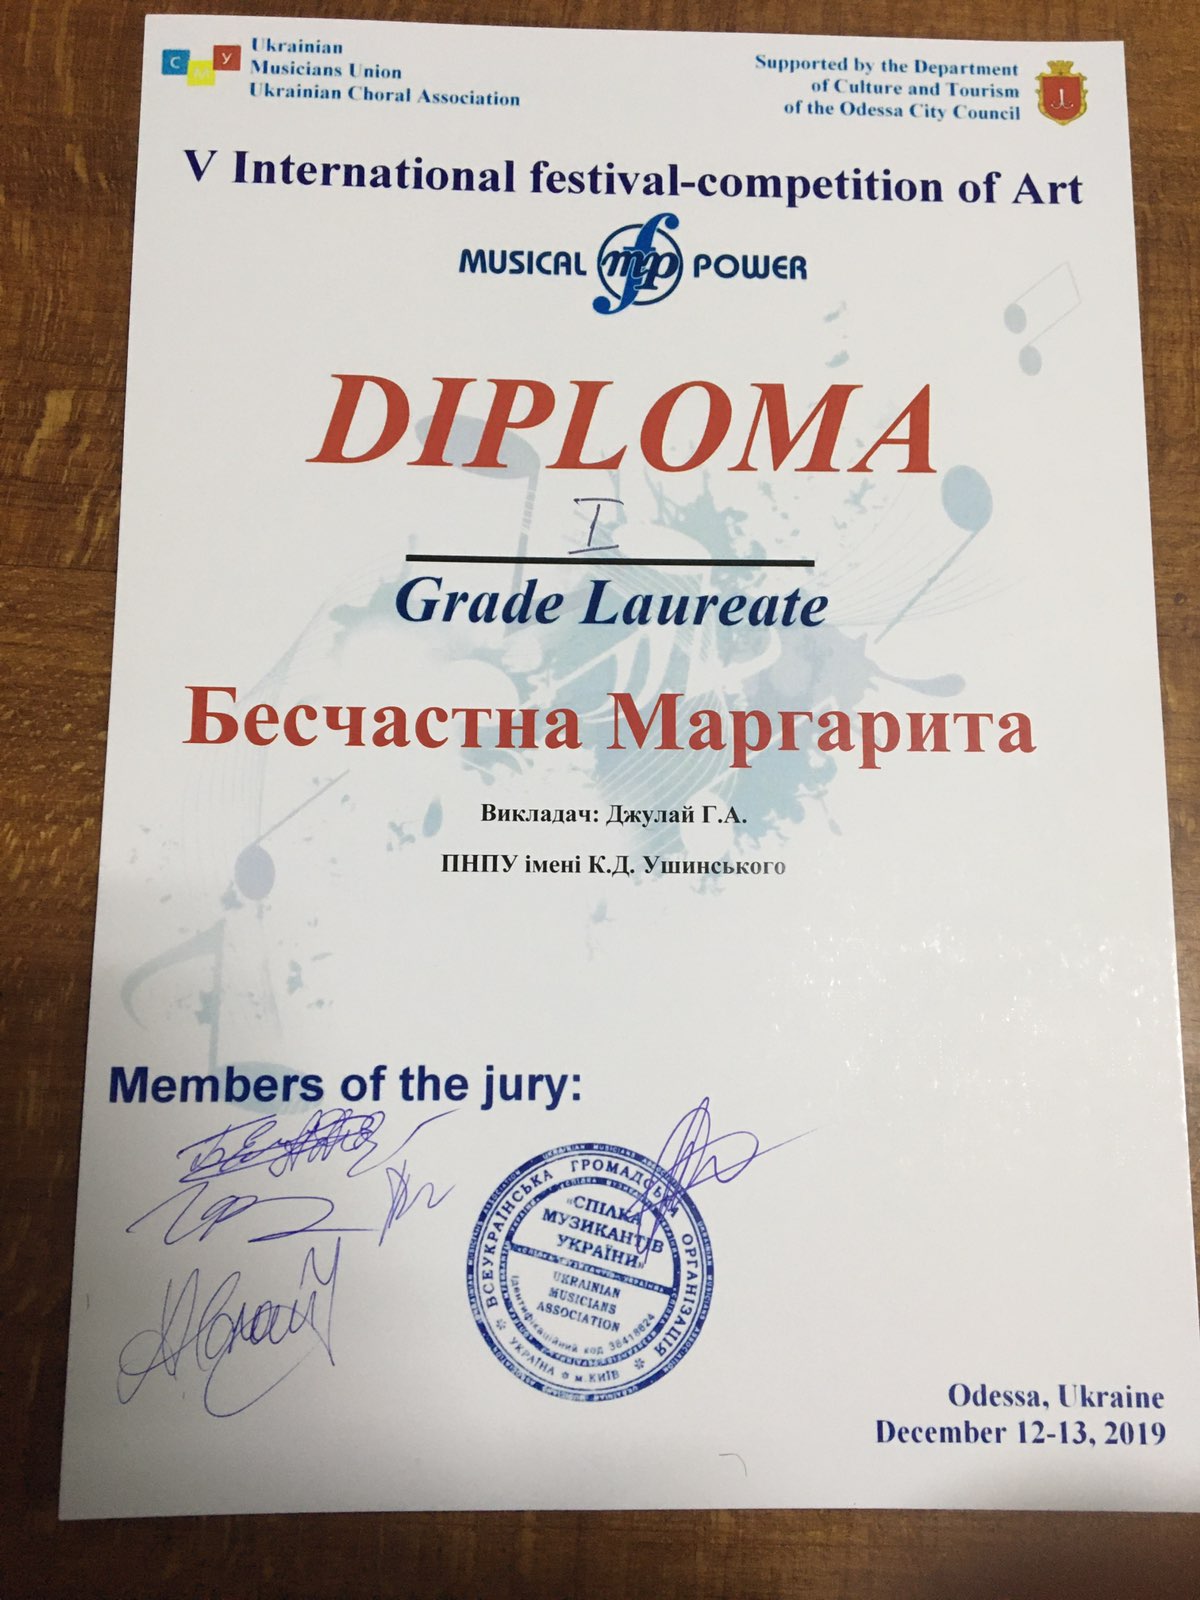 С М У
Ukrainian
Musicians Union
Ukrainian Choral Association
Supported by the Department
of Culture and Tourism
of the Odessa City Council
V International festival-competition of Art
MUSICAL mp POWER
DIPLOMA
I
Grade Laureate
Бесчастна Маргарита
Викладач: Джулай Г.А.
ПНПУ імені К.Д. Ушинського
Members of the jury:
ВСЕУКРАЇНСЬКА ГРОМАДСЬКА ОРГАНІЗАЦІЯ
"СПІЛКА
МУЗИКАНТІВ
УКРАЇНИ"
UKRAINIAN
MUSICIANS
ASSOCIATION
Ідентифікаційний код 38418624
УКРАЇНА м.КИЇВ
Odessa, Ukraine
December 12-13, 2019